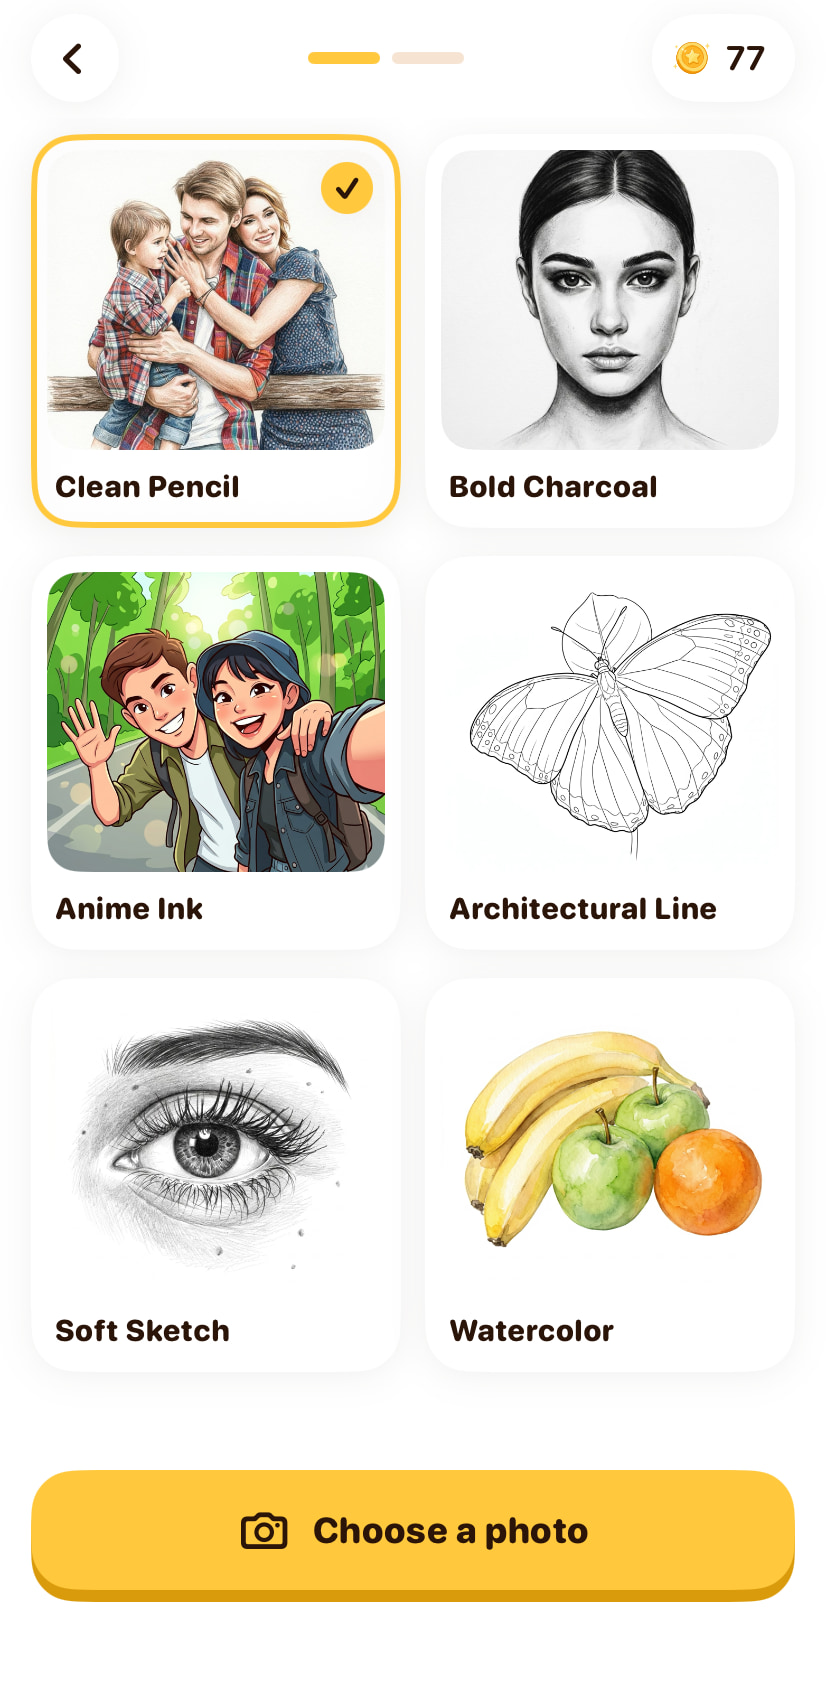 77
Clean Pencil
Bold Charcoal
Anime Ink
Architectural Line
Soft Sketch
Watercolor
Choose a photo